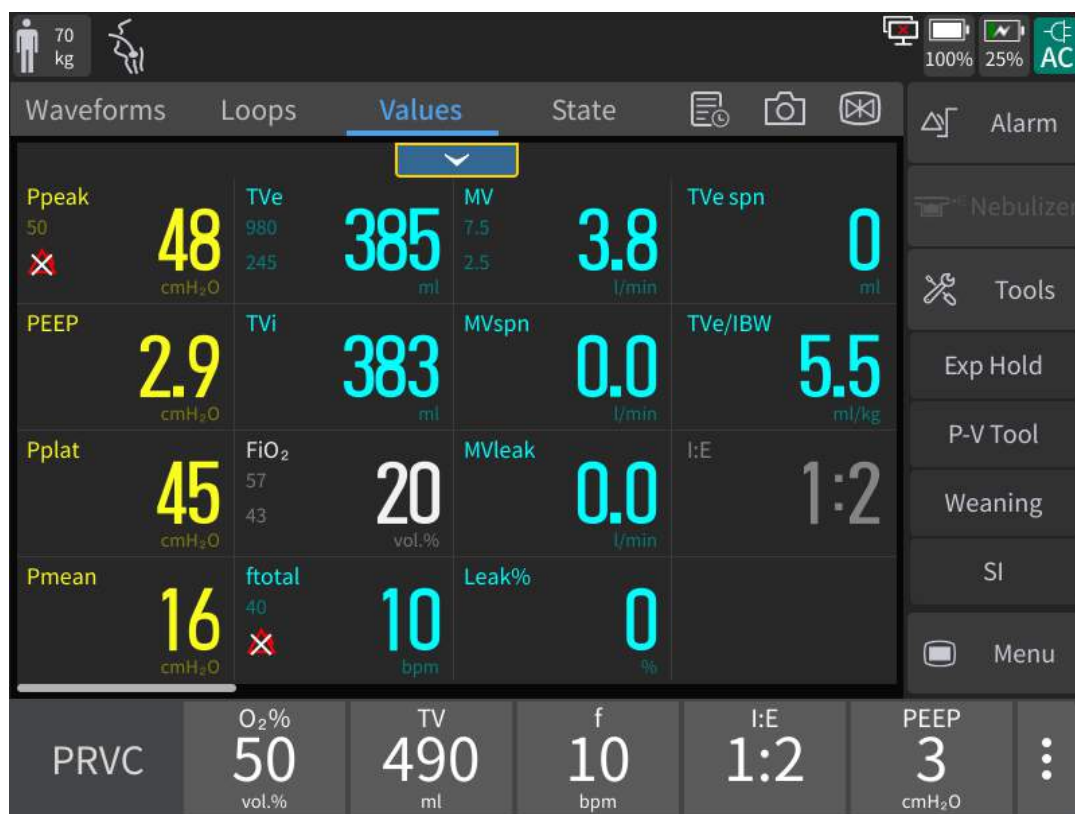 70
kg
100%
25%
AC
Waveforms Loops Values State
Alarm
Nebulizer
Tools
Exp Hold
P-V Tool
Weaning
SI
Menu
Ppeak
50
48
cmH₂O
TVe
980
245
385
ml
MV
7.5
2.5
3.8
l/min
TVe spn
0
ml
PEEP
2.9
cmH₂O
TVi
383
ml
MVspn
0.0
l/min
TVe/IBW
5.5
ml/kg
Pplat
45
cmH₂O
FiO₂
57
43
20
vol.%
MVleak
0.0
l/min
I:E
1:2
Pmean
16
cmH₂O
ftotal
40
10
bpm
Leak%
0
%
PRVC
O₂%
50
vol.%
TV
490
ml
f
10
bpm
I:E
1:2
PEEP
3
cmH₂O